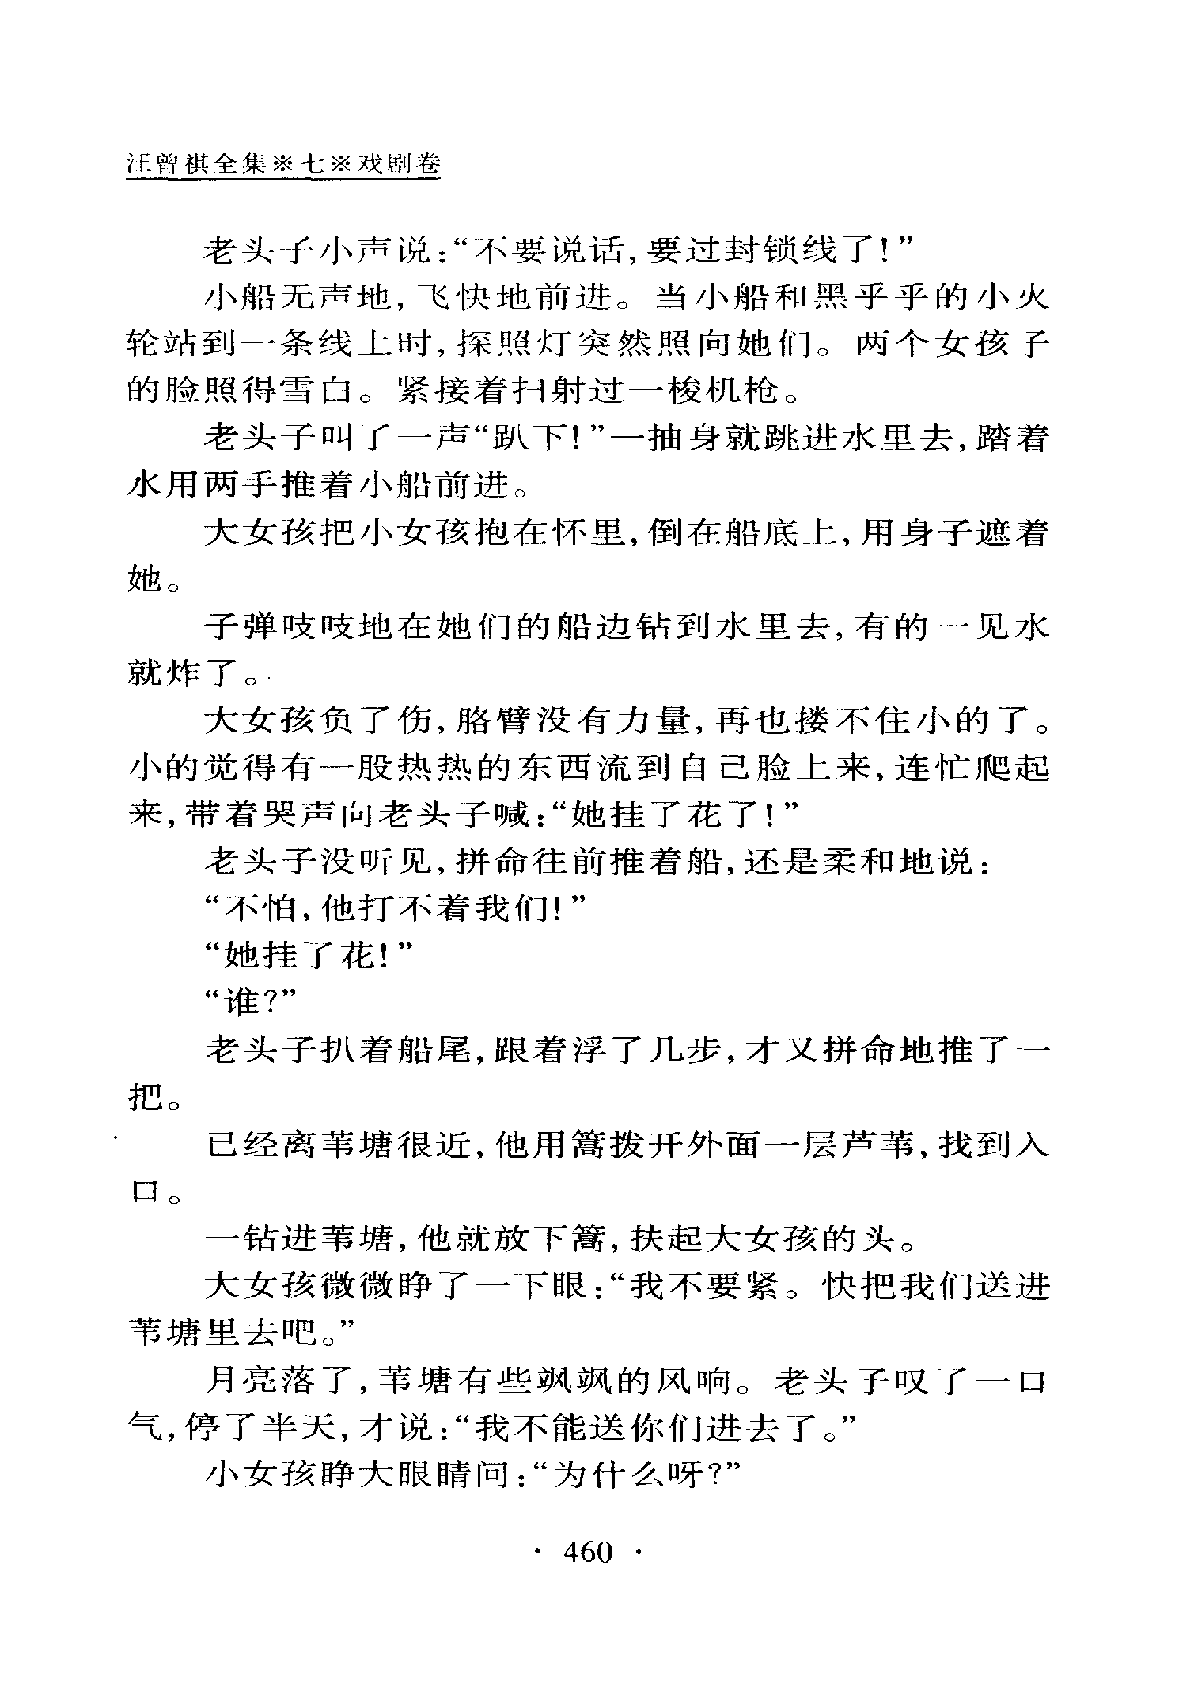 汪曾祺全集※七※戏剧卷
老头子小声说：“不要说话，要过封锁线了！”
小船无声地，飞快地前进。当小船和黑乎乎的小火
轮站到一条线上时，探照灯突然照向她们。两个女孩子
的脸照得雪白。紧接着扫射过一梭机枪。
老头子叫了一声“趴下！”一抽身就跳进水里去，踏着
水用两手推着小船前进。
大女孩把小女孩抱在怀里，倒在船底上，用身子遮着
她。
子弹吱吱地在她们的船边钻到水里去，有的一见水
就炸了。
大女孩负了伤，胳臂没有力量，再也搂不住小的了。
小的觉得有一股热热的东西流到自己脸上来，连忙爬起
来，带着哭声向老头子喊：“她挂了花了！”
老头子没听见，拼命往前推着船，还是柔和地说：
“不怕，他打不着我们！”
“她挂了花！”
“谁？”
老头子扒着船尾，跟着浮了几步，才又拼命地推了一
把。
已经离苇塘很近，他用篙拨开外面一层芦苇，找到入
口。
一钻进苇塘，他就放下篙，扶起大女孩的头。
大女孩微微睁了一下眼：“我不要紧。快把我们送进
苇塘里去吧。”
月亮落了，苇塘有些飒飒的风响。老头子叹了一口
气，停了半天，才说：“我不能送你们进去了。”
小女孩睁大眼睛问：“为什么呀？”
· 460 ·